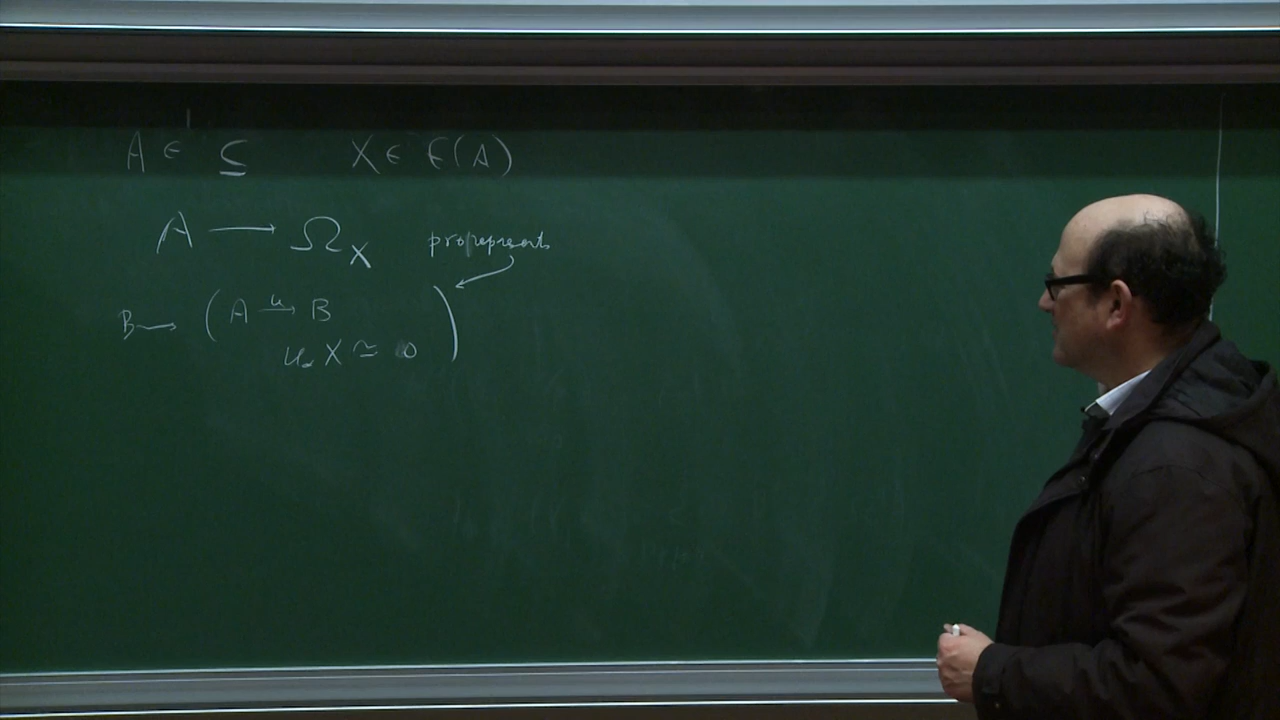 A ∈ S X ∈ E(A)
A → Ω_X prorepresents
B → ( A —u→ B
u_* X ≃ 0 )